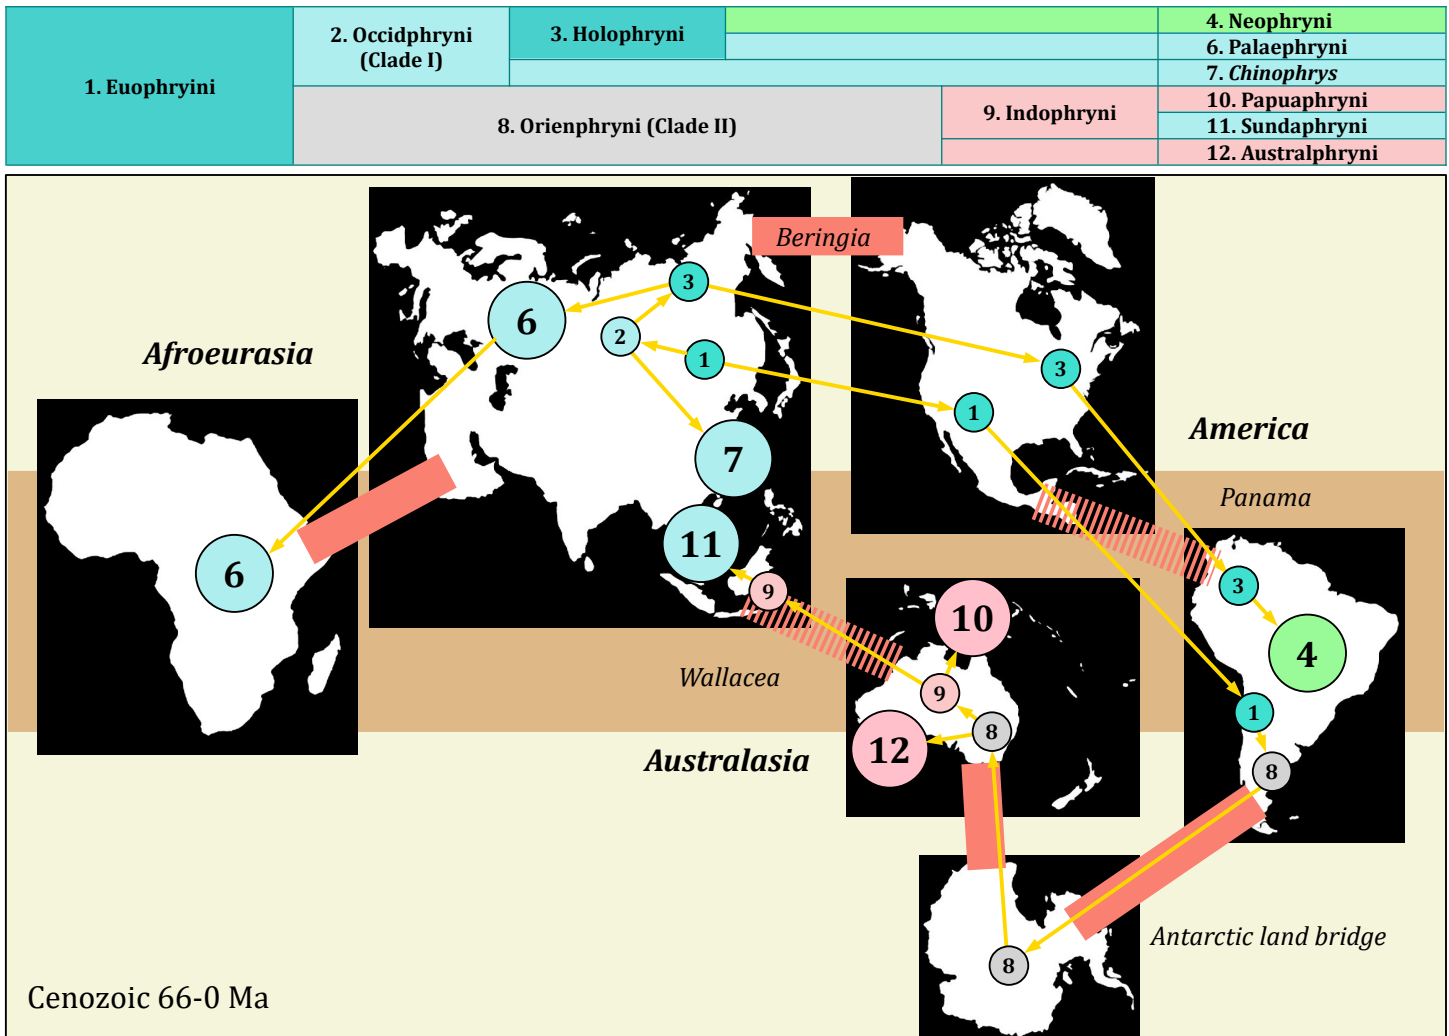 1. Euophryini
2. Occidphryni
(Clade I)
3. Holophryni
4. Neophryni
6. Palaephryni
7. Chinophrys
8. Orienphryni (Clade II)
9. Indophryni
10. Papuaphryni
11. Sundaphryni
12. Australphryni
Beringia
3
6
2
Afroeurasia
1
3
1
America
7
Panama
11
6
9
3
10
4
Wallacea
9
1
8
12
Australasia
8
Antarctic land bridge
8
Cenozoic 66-0 Ma